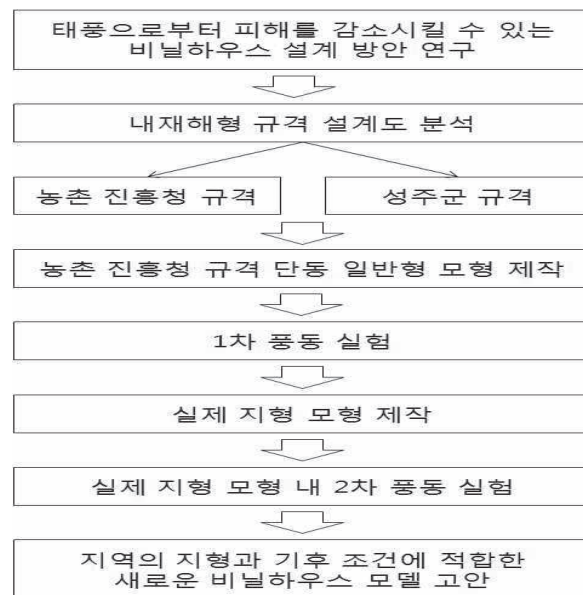 태풍으로부터 피해를 감소시킬 수 있는
비닐하우스 설계 방안 연구
내재해형 규격 설계도 분석
농촌 진흥청 규격
성주군 규격
농촌 진흥청 규격 단동 일반형 모형 제작
1차 풍동 실험
실제 지형 모형 제작
실제 지형 모형 내 2차 풍동 실험
지역의 지형과 기후 조건에 적합한
새로운 비닐하우스 모델 고안